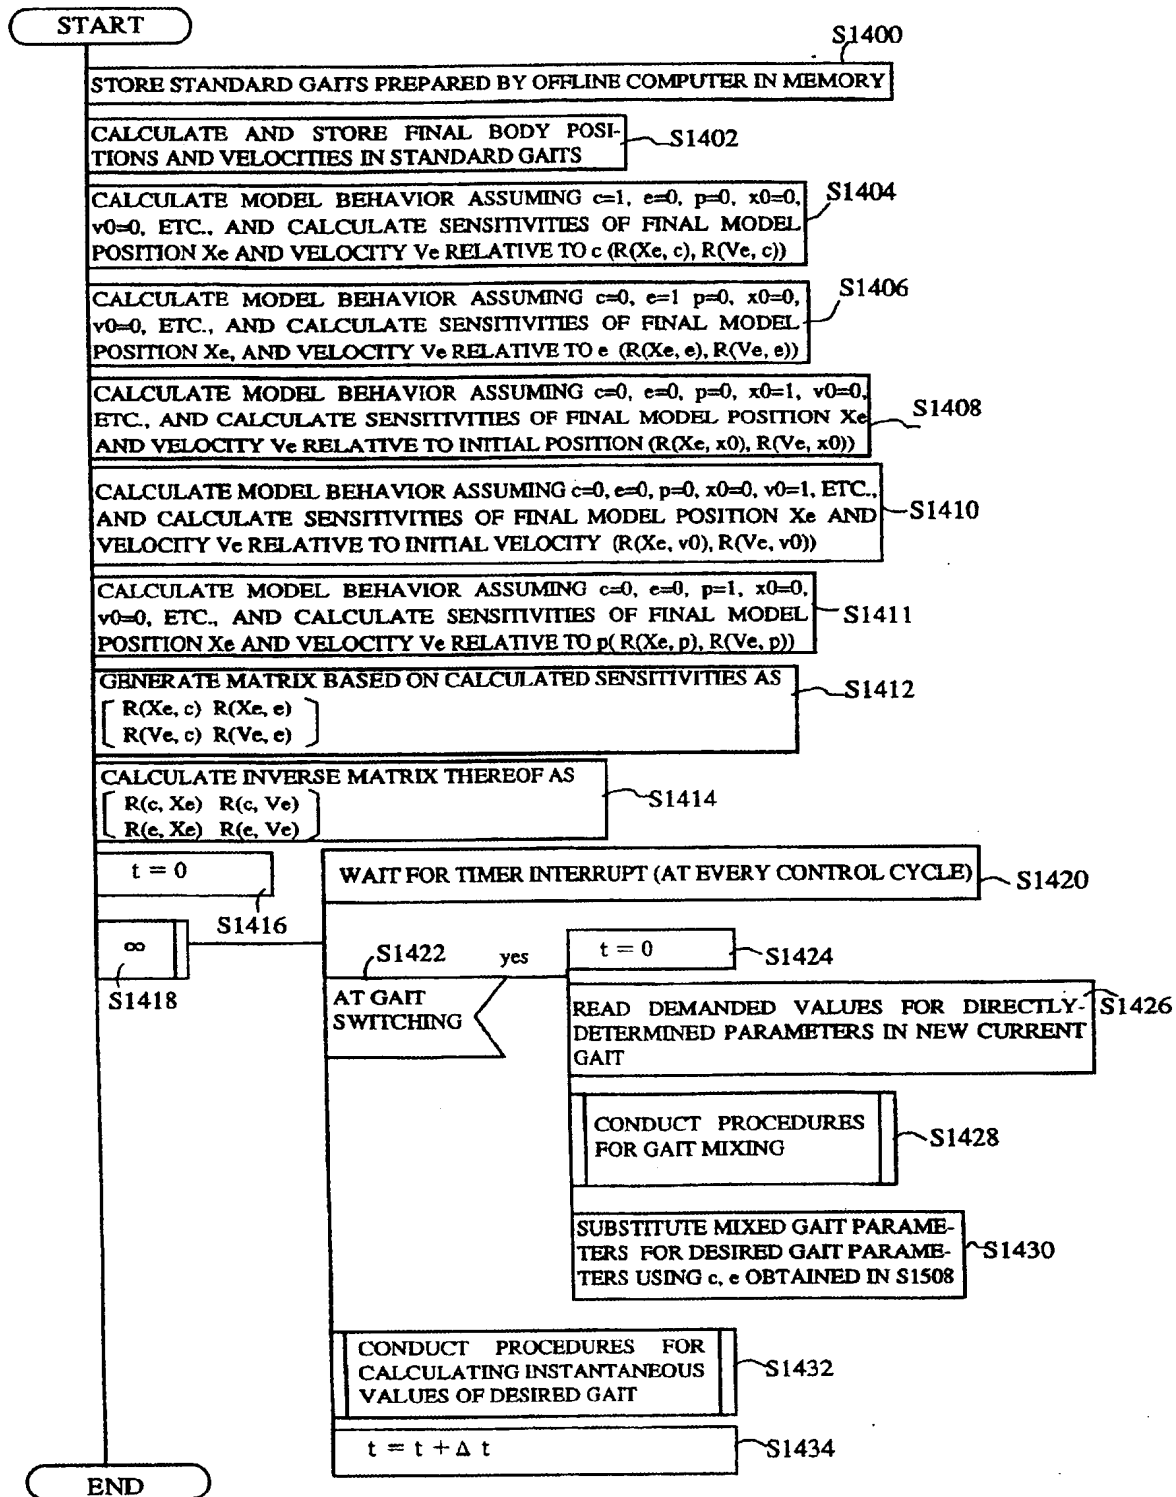 START
S1400
STORE STANDARD GAITS PREPARED BY OFFLINE COMPUTER IN MEMORY
CALCULATE AND STORE FINAL BODY POSI-
TIONS AND VELOCITIES IN STANDARD GAITS
S1402
CALCULATE MODEL BEHAVIOR ASSUMING c=1, e=0, p=0, x0=0,
v0=0, ETC., AND CALCULATE SENSITIVITIES OF FINAL MODEL
POSITION Xe AND VELOCITY Ve RELATIVE TO c (R(Xe, c), R(Ve, c))
S1404
CALCULATE MODEL BEHAVIOR ASSUMING c=0, e=1 p=0, x0=0,
v0=0, ETC., AND CALCULATE SENSITIVITIES OF FINAL MODEL
POSITION Xe, AND VELOCITY Ve RELATIVE TO e (R(Xe, e), R(Ve, e))
S1406
CALCULATE MODEL BEHAVIOR ASSUMING c=0, e=0, p=0, x0=1, v0=0,
ETC., AND CALCULATE SENSITIVITIES OF FINAL MODEL POSITION Xe
AND VELOCITY Ve RELATIVE TO INITIAL POSITION (R(Xe, x0), R(Ve, x0))
S1408
CALCULATE MODEL BEHAVIOR ASSUMING c=0, e=0, p=0, x0=0, v0=1, ETC.,
AND CALCULATE SENSITIVITIES OF FINAL MODEL POSITION Xe AND
VELOCITY Ve RELATIVE TO INITIAL VELOCITY (R(Xe, v0), R(Ve, v0))
S1410
CALCULATE MODEL BEHAVIOR ASSUMING c=0, e=0, p=1, x0=0,
v0=0, ETC., AND CALCULATE SENSITIVITIES OF FINAL MODEL
POSITION Xe AND VELOCITY Ve RELATIVE TO p( R(Xe, p), R(Ve, p))
S1411
GENERATE MATRIX BASED ON CALCULATED SENSITIVITIES AS
R(Xe, c) R(Xe, e)
R(Ve, c) R(Ve, e)
S1412
CALCULATE INVERSE MATRIX THEREOF AS
R(c, Xe) R(c, Ve)
R(e, Xe) R(e, Ve)
S1414
t = 0
S1416
WAIT FOR TIMER INTERRUPT (AT EVERY CONTROL CYCLE)
S1420
∞
S1418
S1422
yes
AT GAIT
SWITCHING
t = 0
S1424
READ DEMANDED VALUES FOR DIRECTLY-
DETERMINED PARAMETERS IN NEW CURRENT
GAIT
S1426
CONDUCT PROCEDURES
FOR GAIT MIXING
S1428
SUBSTITUTE MIXED GAIT PARAME-
TERS FOR DESIRED GAIT PARAME-
TERS USING c, e OBTAINED IN S1508
S1430
CONDUCT PROCEDURES FOR
CALCULATING INSTANTANEOUS
VALUES OF DESIRED GAIT
S1432
t = t + Δ t
S1434
END